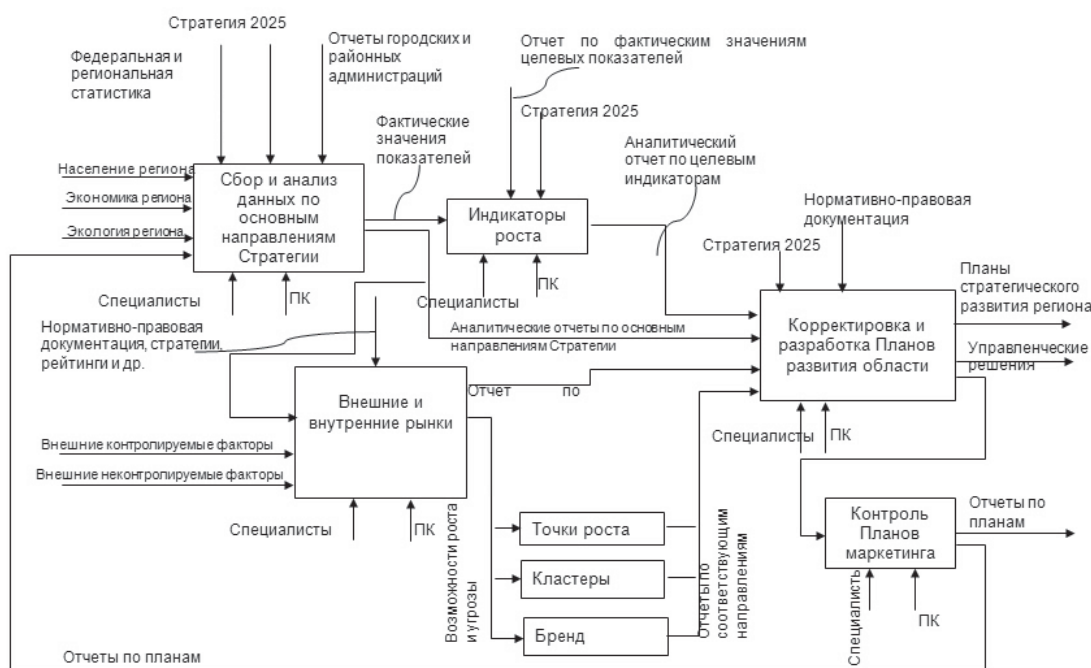 Стратегия 2025
Федеральная и
региональная
статистика
Отчеты городских и
районных
администраций
Отчет по фактическим значениям
целевых показателей
Стратегия 2025
Фактические
значения
показателей
Аналитический
отчет по целевым
индикаторам
Население региона
Экономика региона
Экология региона
Сбор и анализ
данных по
основным
направлениям
Стратегии
Индикаторы
роста
Нормативно-правовая
документация
Стратегия 2025
Специалисты
ПК
Специалисты
ПК
Планы
стратегического
развития региона
Нормативно-правовая
документация, стратегии,
рейтинги и др.
Аналитические отчеты по основным
направлениям Стратегии
Корректировка и
разработка Планов
развития области
Управленческие
решения
Отчет по
Внешние и
внутренние рынки
Специалисты
ПК
Внешние контролируемые факторы
Внешние неконтролируемые факторы
Специалисты
ПК
Возможности роста
и угрозы
Точки роста
Кластеры
Бренд
Отчеты по
соответствующим
направлениям
Контроль
Планов
маркетинга
Отчеты по
планам
Специалисты
ПК
Отчеты по планам